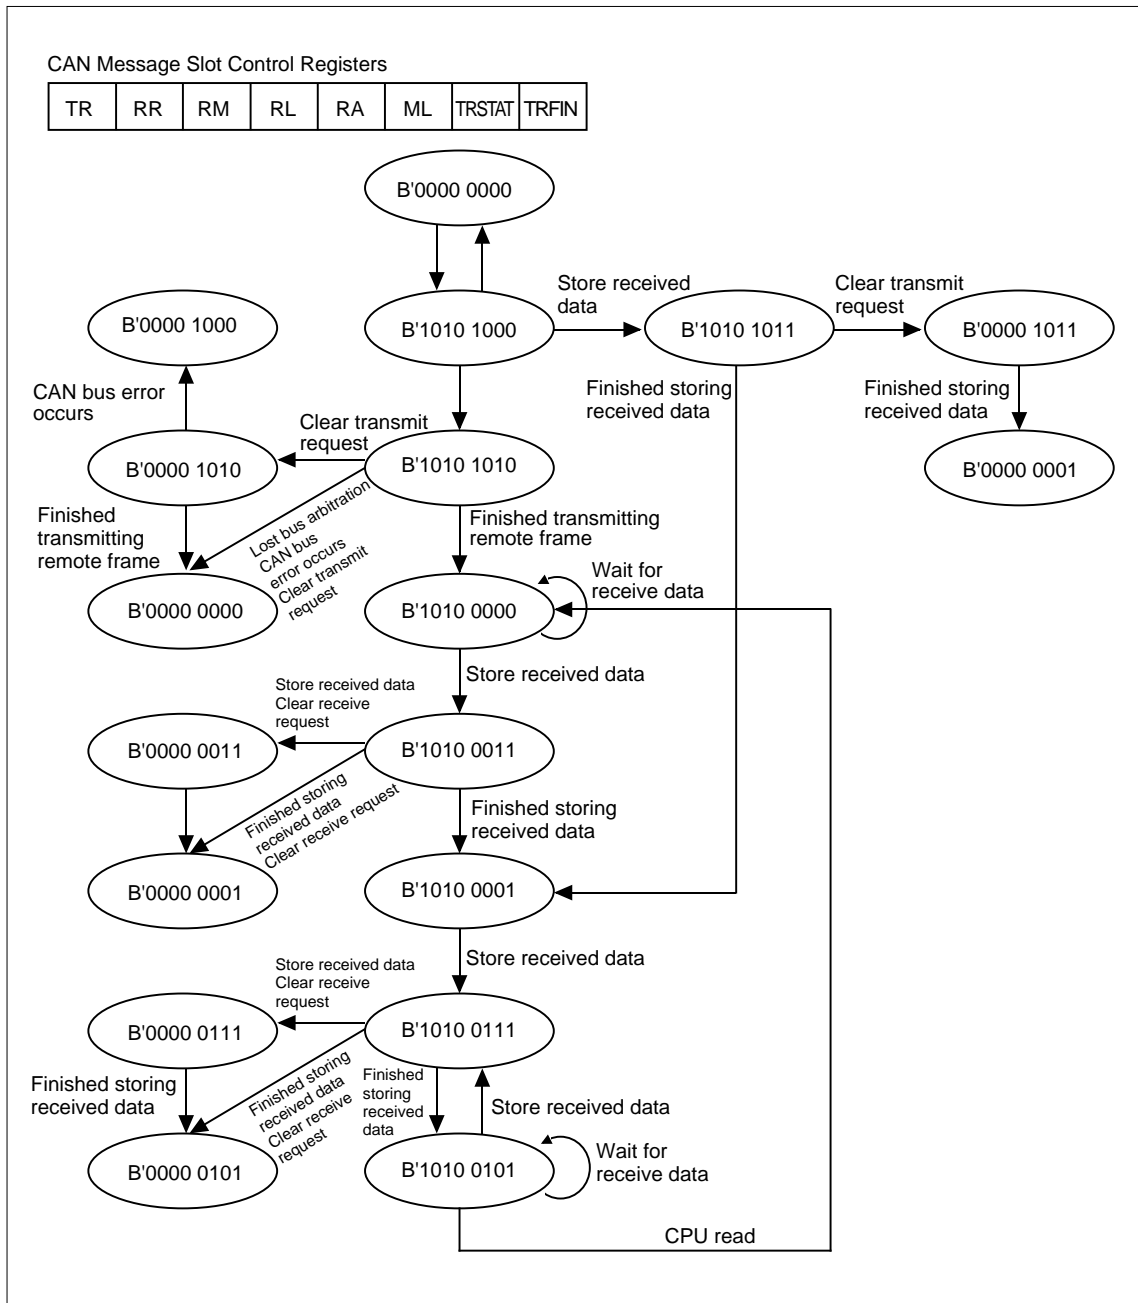 CAN Message Slot Control Registers
TR RR RM RL RA ML TRSTAT TRFIN
B'0000 0000
Store received
data
Clear transmit
request
B'0000 1000
B'1010 1000
B'1010 1011
B'0000 1011
CAN bus error
occurs
Finished storing
received data
Finished storing
received data
Clear transmit
request
B'0000 1010
B'1010 1010
B'0000 0001
Finished
transmitting
remote frame
Lost bus arbitration
CAN bus
error occurs
Clear transmit
request
Finished transmitting
remote frame
Wait for
receive data
B'0000 0000
B'1010 0000
Store received data
Store received data
Clear receive
request
B'0000 0011
B'1010 0011
Finished storing
received data
Clear receive request
Finished storing
received data
B'0000 0001
B'1010 0001
Store received data
Store received data
Clear receive
request
B'0000 0111
B'1010 0111
Finished storing
received data
Finished storing
received data
Clear receive
request
Finished
storing
received
data
Store received data
B'0000 0101
B'1010 0101
Wait for
receive data
CPU read